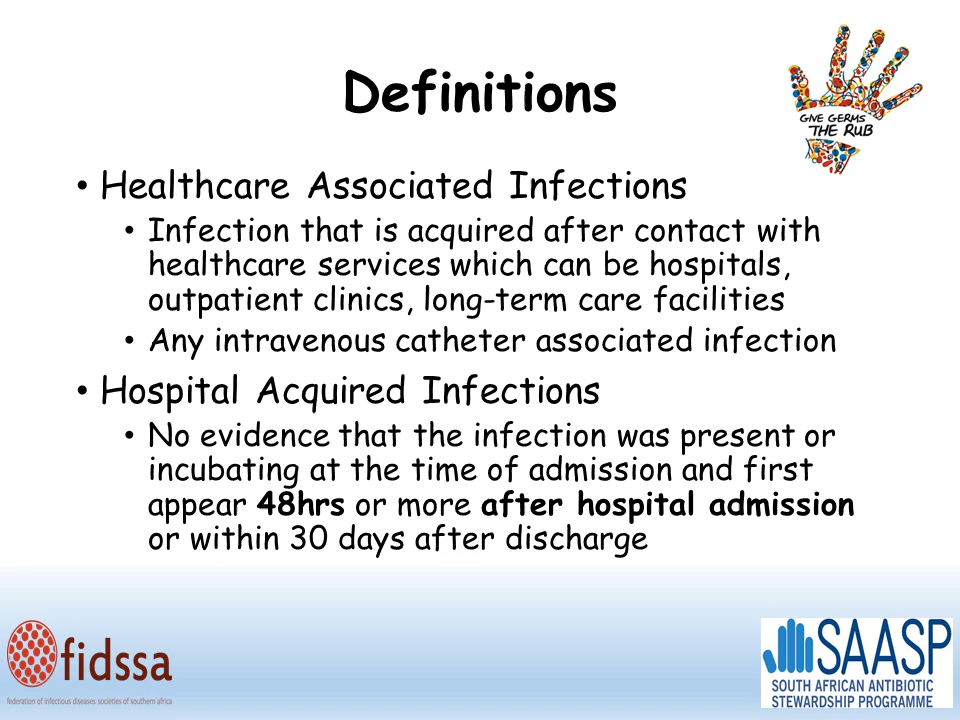 Definitions
GIVE GERMS
THE RUB
• Healthcare Associated Infections
• Infection that is acquired after contact with
healthcare services which can be hospitals,
outpatient clinics, long-term care facilities
• Any intravenous catheter associated infection
• Hospital Acquired Infections
• No evidence that the infection was present or
incubating at the time of admission and first
appear 48hrs or more after hospital admission
or within 30 days after discharge
fidssa
federation of infectious diseases societies of southern africa
SAASP
SOUTH AFRICAN ANTIBIOTIC
STEWARDSHIP PROGRAMME